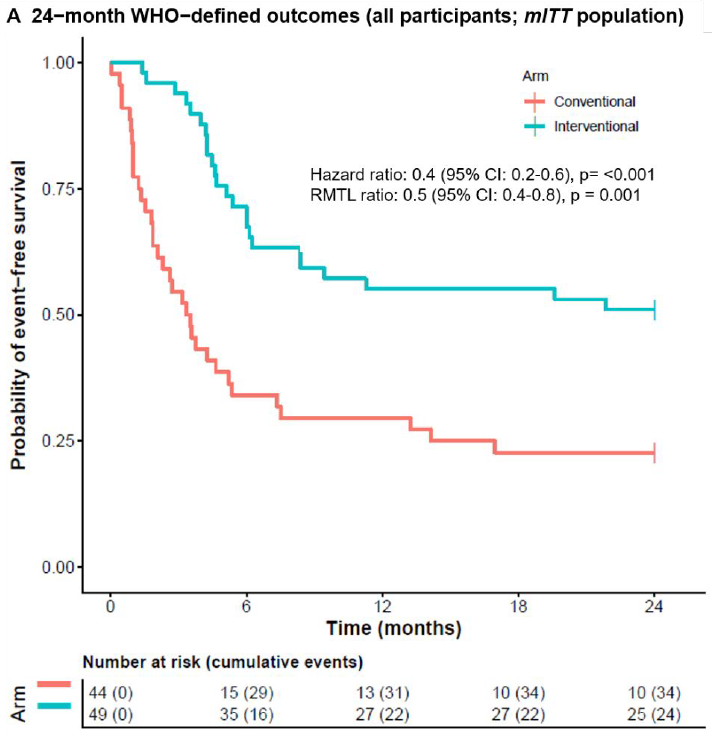 A 24−month WHO−defined outcomes (all participants; mITT population)
Arm
Conventional
Interventional
Hazard ratio: 0.4 (95% CI: 0.2-0.6), p= <0.001
RMTL ratio: 0.5 (95% CI: 0.4-0.8), p = 0.001
Probability of event−free survival
1.00
0.75
0.50
0.25
0.00
0 6 12 18 24
Time (months)
Number at risk (cumulative events)
Arm
44 (0) 15 (29) 13 (31) 10 (34) 10 (34)
49 (0) 35 (16) 27 (22) 27 (22) 25 (24)